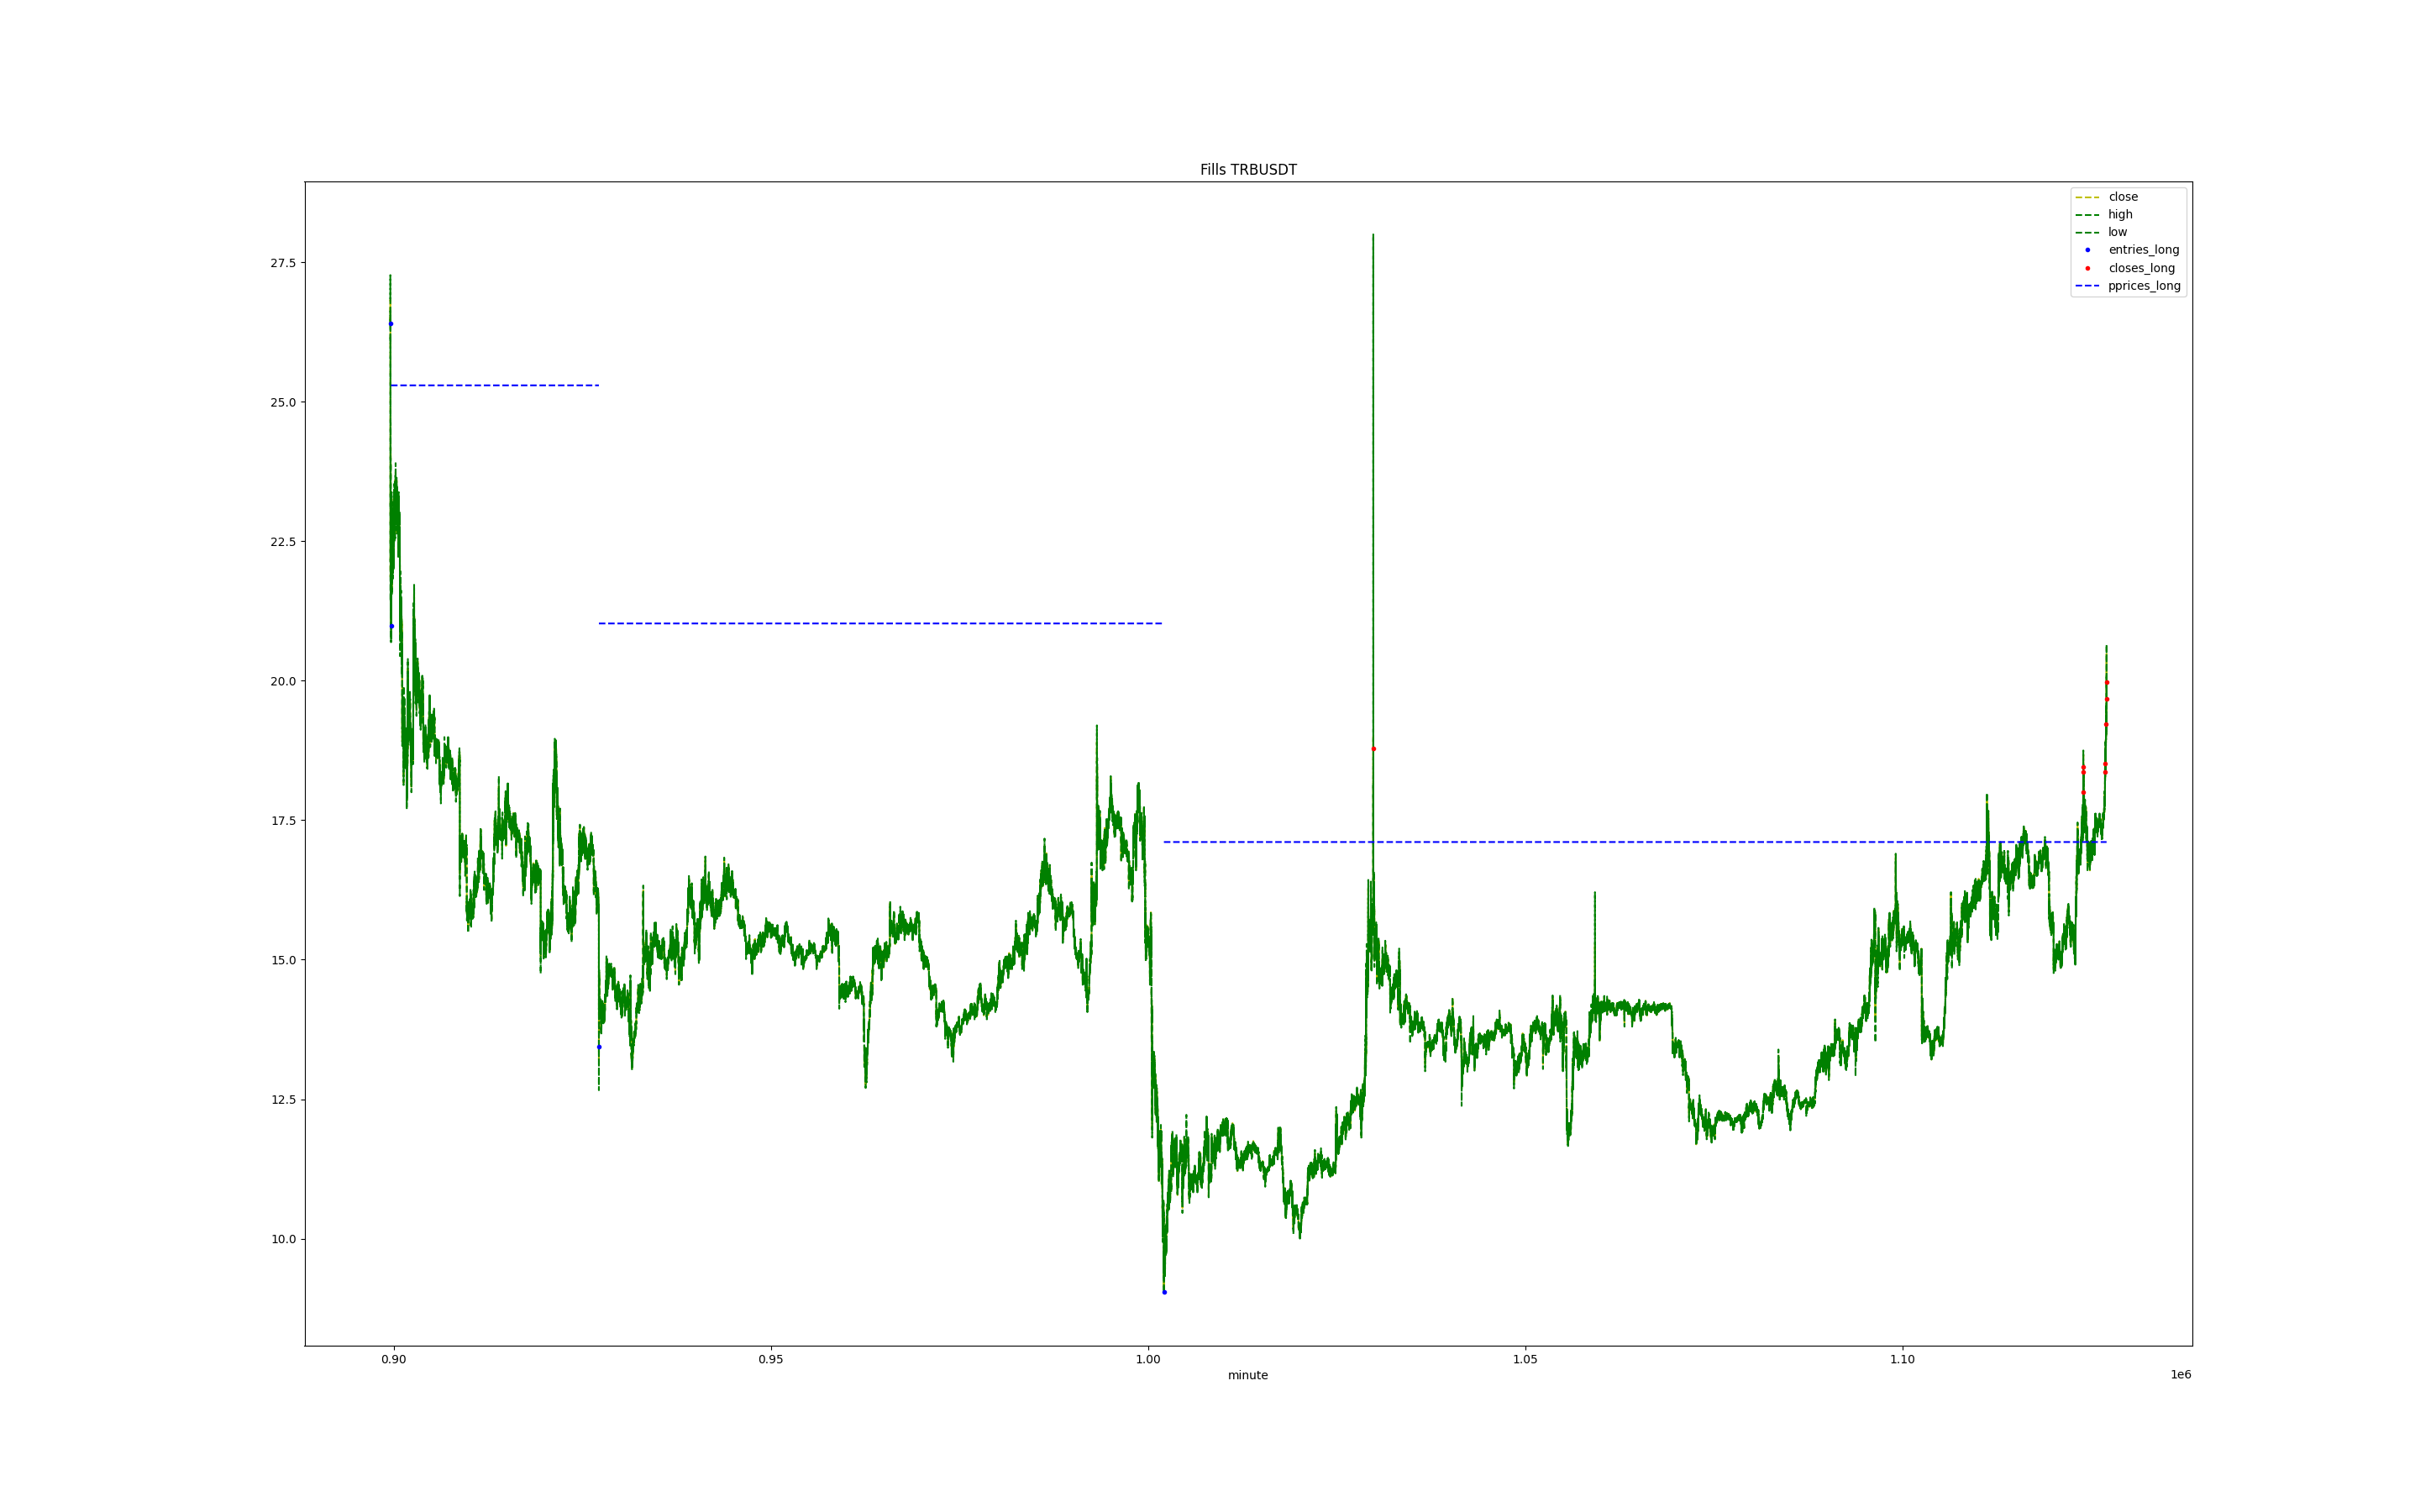 Fills TRBUSDT
close
high
low
entries_long
closes_long
pprices_long
27.5
25.0
22.5
20.0
17.5
15.0
12.5
10.0
0.90 0.95 1.00 1.05 1.10
minute 1e6